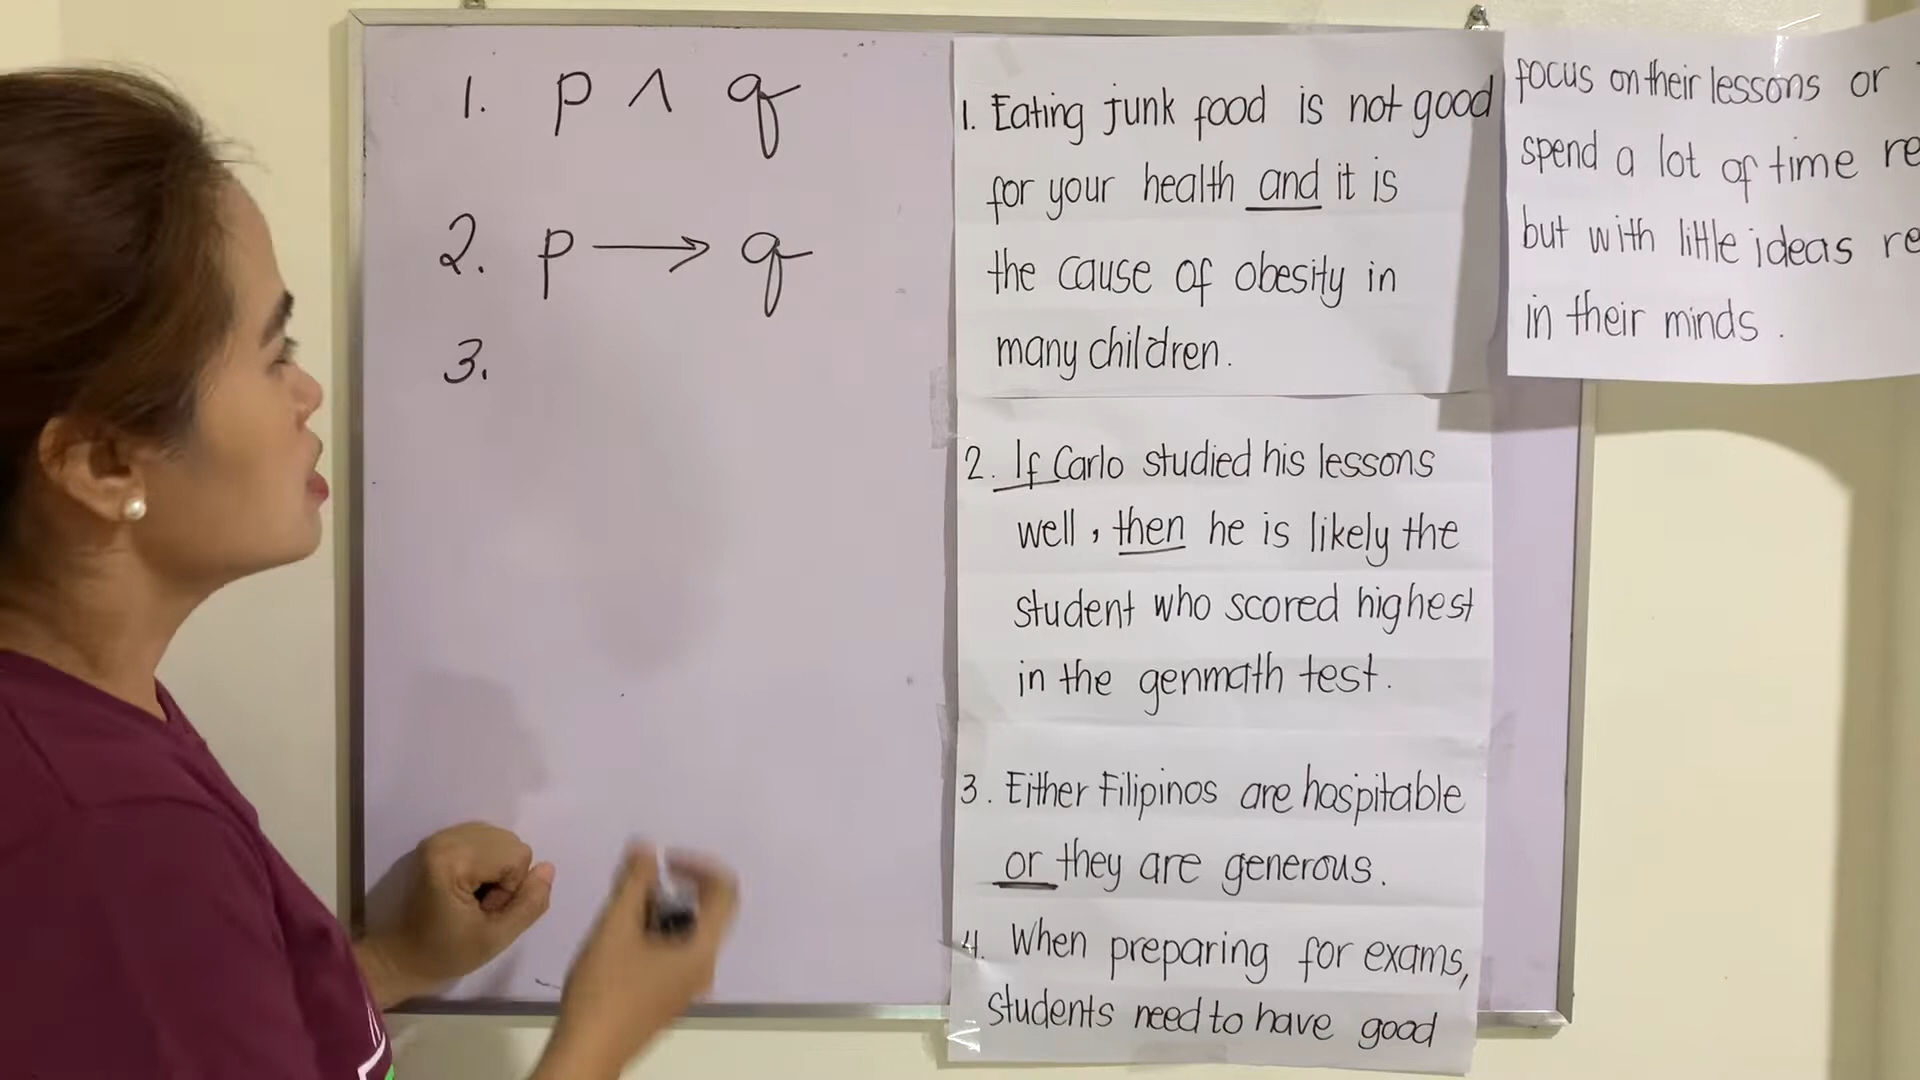 1. p ∧ q
2. p → q
3.
1. Eating junk food is not good
for your health and it is
the cause of obesity in
many children.
2. If Carlo studied his lessons
well, then he is likely the
student who scored highest
in the genmath test.
3. Either Filipinos are hospitable
or they are generous.
4. When preparing for exams,
students need to have good
focus on their lessons or
spend a lot of time
but with little ideas
in their minds.